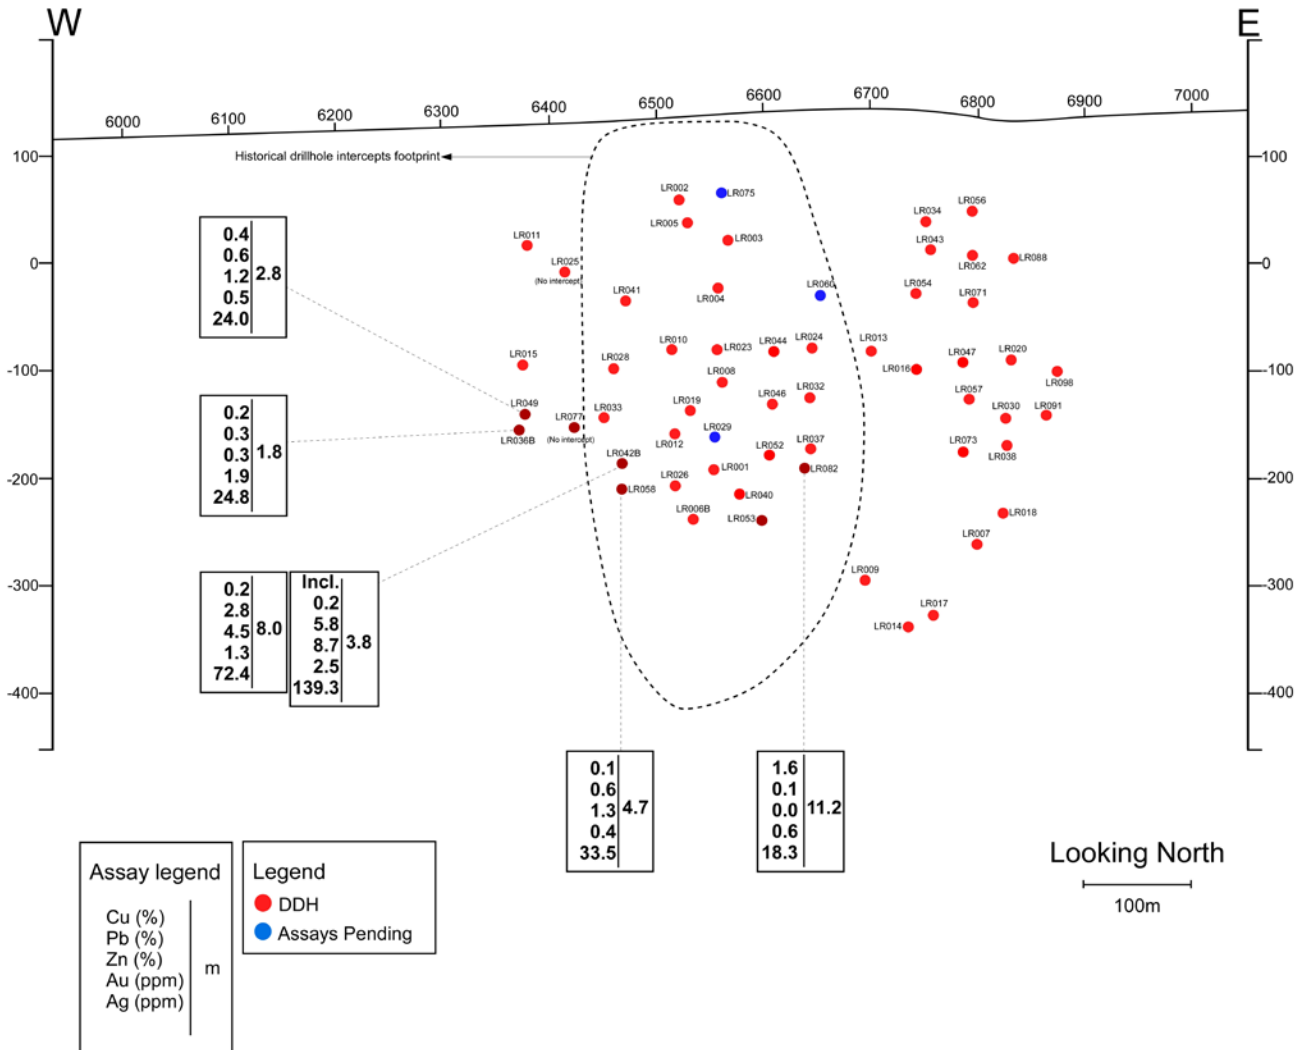 W
E
6000
6100
6200
6300
6400
6500
6600
6700
6800
6900
7000
100
0
-100
-200
-300
-400
100
0
-100
-200
-300
-400
Historical drillhole intercepts footprint
LR002
LR075
LR005
LR003
LR011
LR025
(No intercept)
LR041
LR004
LR060
LR034
LR056
LR043
LR062
LR088
LR054
LR071
LR010
LR023
LR044
LR024
LR013
LR016
LR047
LR020
LR098
LR015
LR028
LR008
LR046
LR032
LR057
LR030
LR091
LR049
LR036B
LR077
(No intercept)
LR033
LR019
LR012
LR029
LR052
LR037
LR073
LR038
LR042B
LR058
LR026
LR001
LR040
LR082
LR006B
LR053
LR018
LR007
LR009
LR017
LR014
0.4
0.6
1.2
0.5
24.0
2.8
0.2
0.3
0.3
1.9
24.8
1.8
0.2
2.8
4.5
1.3
72.4
8.0
Incl.
0.2
5.8
8.7
2.5
139.3
3.8
0.1
0.6
1.3
0.4
33.5
4.7
1.6
0.1
0.0
0.6
18.3
11.2
Assay legend
Cu (%)
Pb (%)
Zn (%)
Au (ppm)
Ag (ppm)
m
Legend
DDH
Assays Pending
Looking North
100m